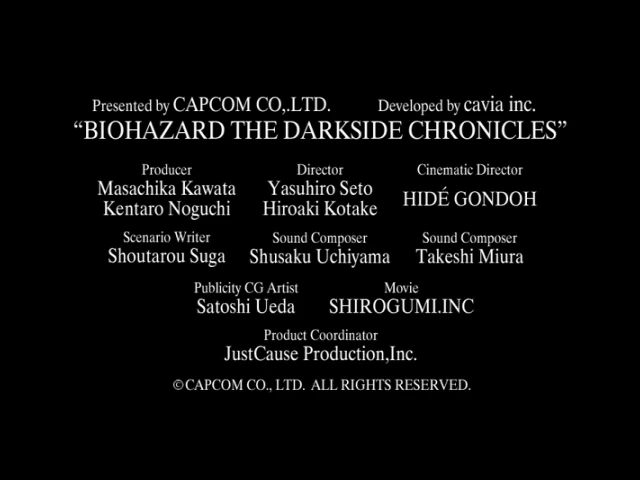 Presented by CAPCOM CO,.LTD. Developed by cavia inc.
“BIOHAZARD THE DARKSIDE CHRONICLES”
Producer Director Cinematic Director
Masachika Kawata Yasuhiro Seto HIDÉ GONDOH
Kentaro Noguchi Hiroaki Kotake
Scenario Writer Sound Composer Sound Composer
Shoutarou Suga Shusaku Uchiyama Takeshi Miura
Publicity CG Artist Movie
Satoshi Ueda SHIROGUMI.INC
Product Coordinator
JustCause Production,Inc.
©CAPCOM CO., LTD. ALL RIGHTS RESERVED.